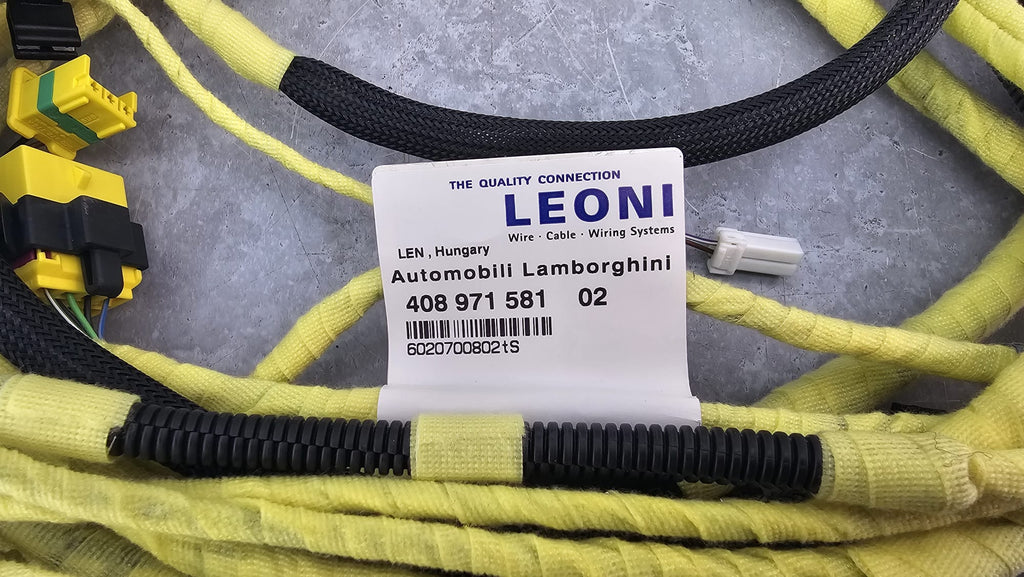 THE QUALITY CONNECTION
LEONI
Wire · Cable · Wiring Systems
LEN , Hungary
Automobili Lamborghini
408 971 581 02
6020700802tS